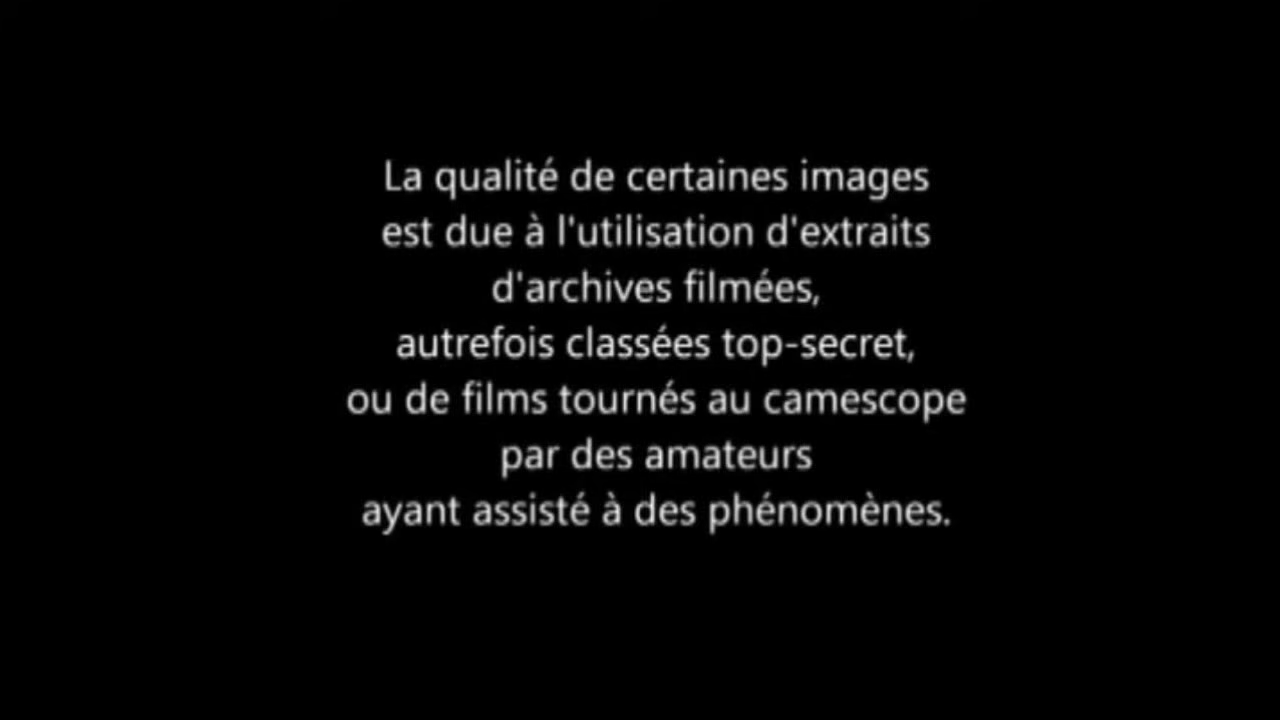 La qualité de certaines images
est due à l'utilisation d'extraits
d'archives filmées,
autrefois classées top-secret,
ou de films tournés au camescope
par des amateurs
ayant assisté à des phénomènes.